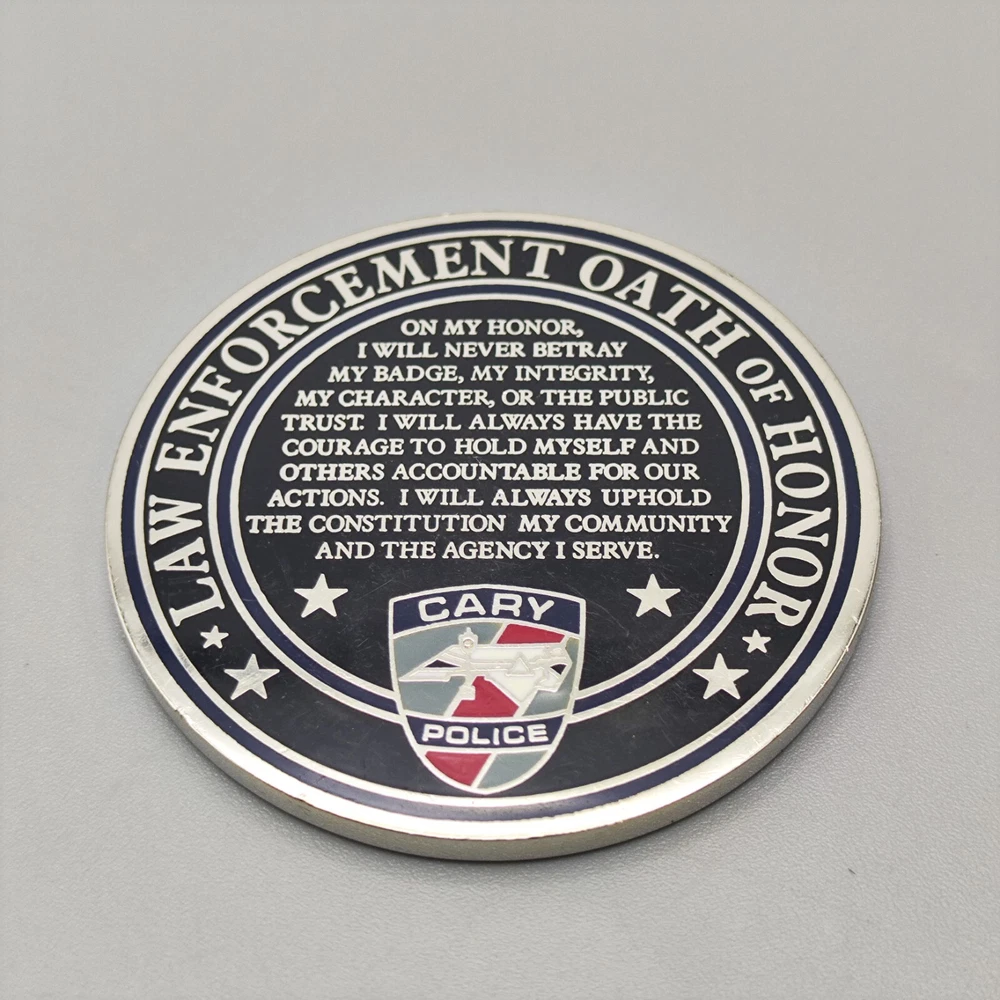 LAW ENFORCEMENT OATH OF HONOR
ON MY HONOR,
I WILL NEVER BETRAY
MY BADGE, MY INTEGRITY,
MY CHARACTER, OR THE PUBLIC
TRUST. I WILL ALWAYS HAVE THE
COURAGE TO HOLD MYSELF AND
OTHERS ACCOUNTABLE FOR OUR
ACTIONS. I WILL ALWAYS UPHOLD
THE CONSTITUTION MY COMMUNITY
AND THE AGENCY I SERVE.
CARY
POLICE